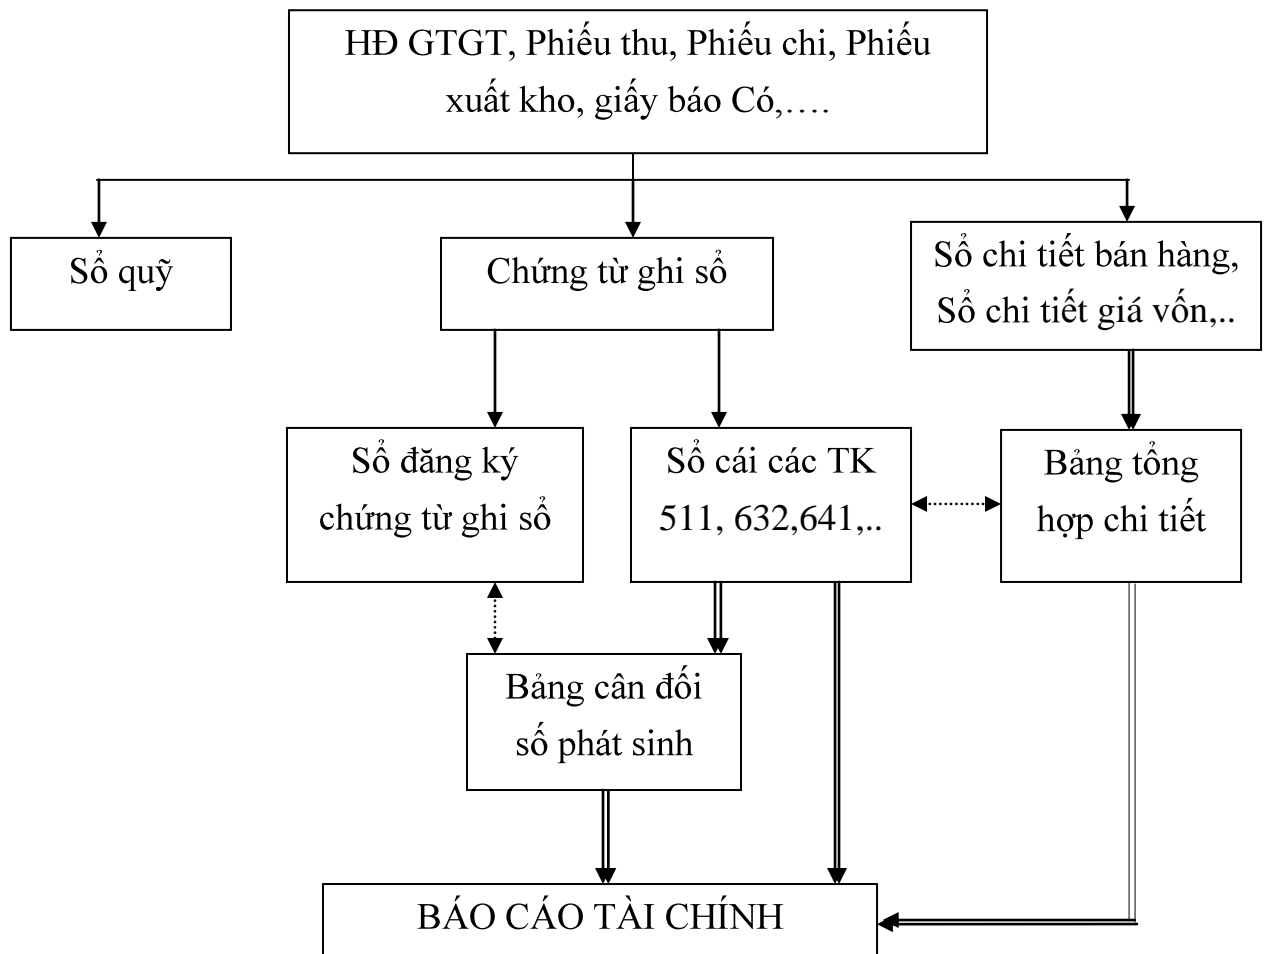 HĐ GTGT, Phiếu thu, Phiếu chi, Phiếu
xuất kho, giấy báo Có,....
Sổ quỹ
Chứng từ ghi sổ
Sổ chi tiết bán hàng,
Sổ chi tiết giá vốn,..
Sổ đăng ký
chứng từ ghi sổ
Sổ cái các TK
511, 632,641,..
Bảng tổng
hợp chi tiết
Bảng cân đối
số phát sinh
BÁO CÁO TÀI CHÍNH